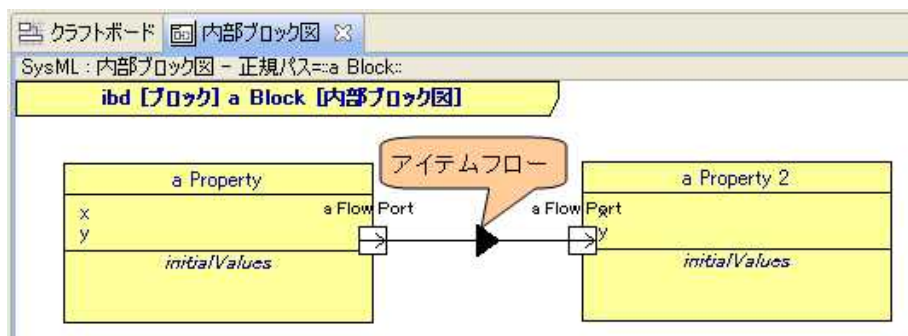 クラフトボード 内部ブロック図
SysML : 内部ブロック図 - 正規パス=::a Block::
ibd [ブロック] a Block [内部ブロック図]
アイテムフロー
a Property
a Property 2
a Flow Port
a Flow Port
x
y
x
y
initialValues
initialValues